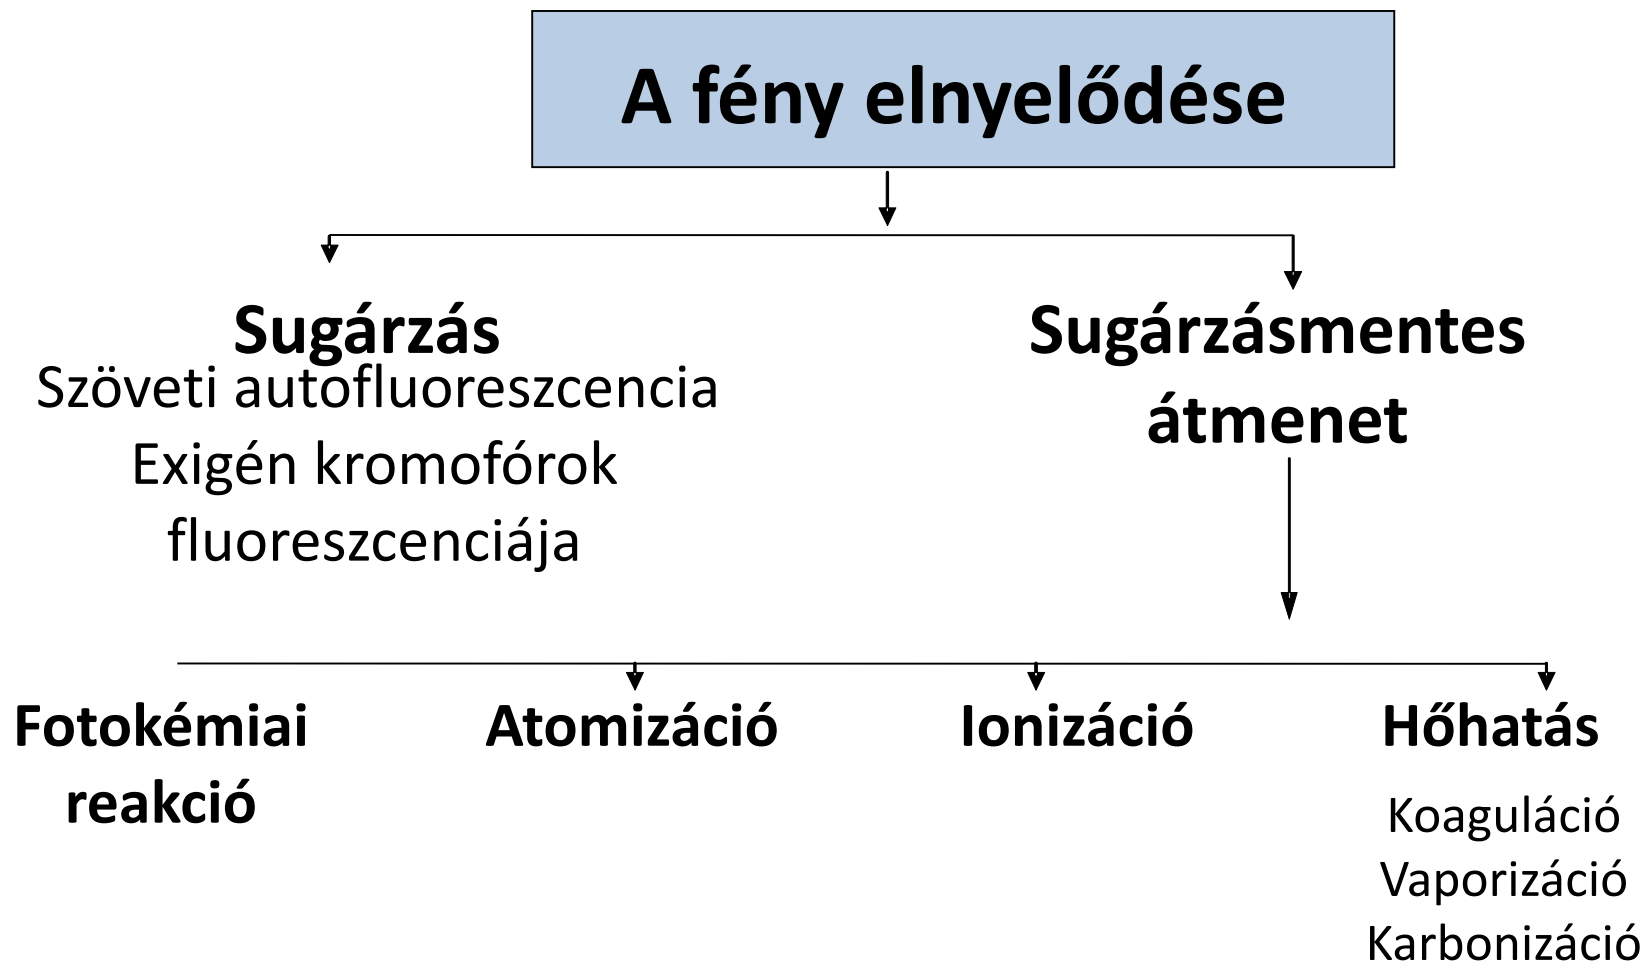 A fény elnyelődése
Sugárzás
Szöveti autofluoreszcencia
Exigén kromofórok
fluoreszcenciája
Sugárzásmentes
átmenet
Fotokémiai
reakció
Atomizáció
Ionizáció
Hőhatás
Koaguláció
Vaporizáció
Karbonizáció